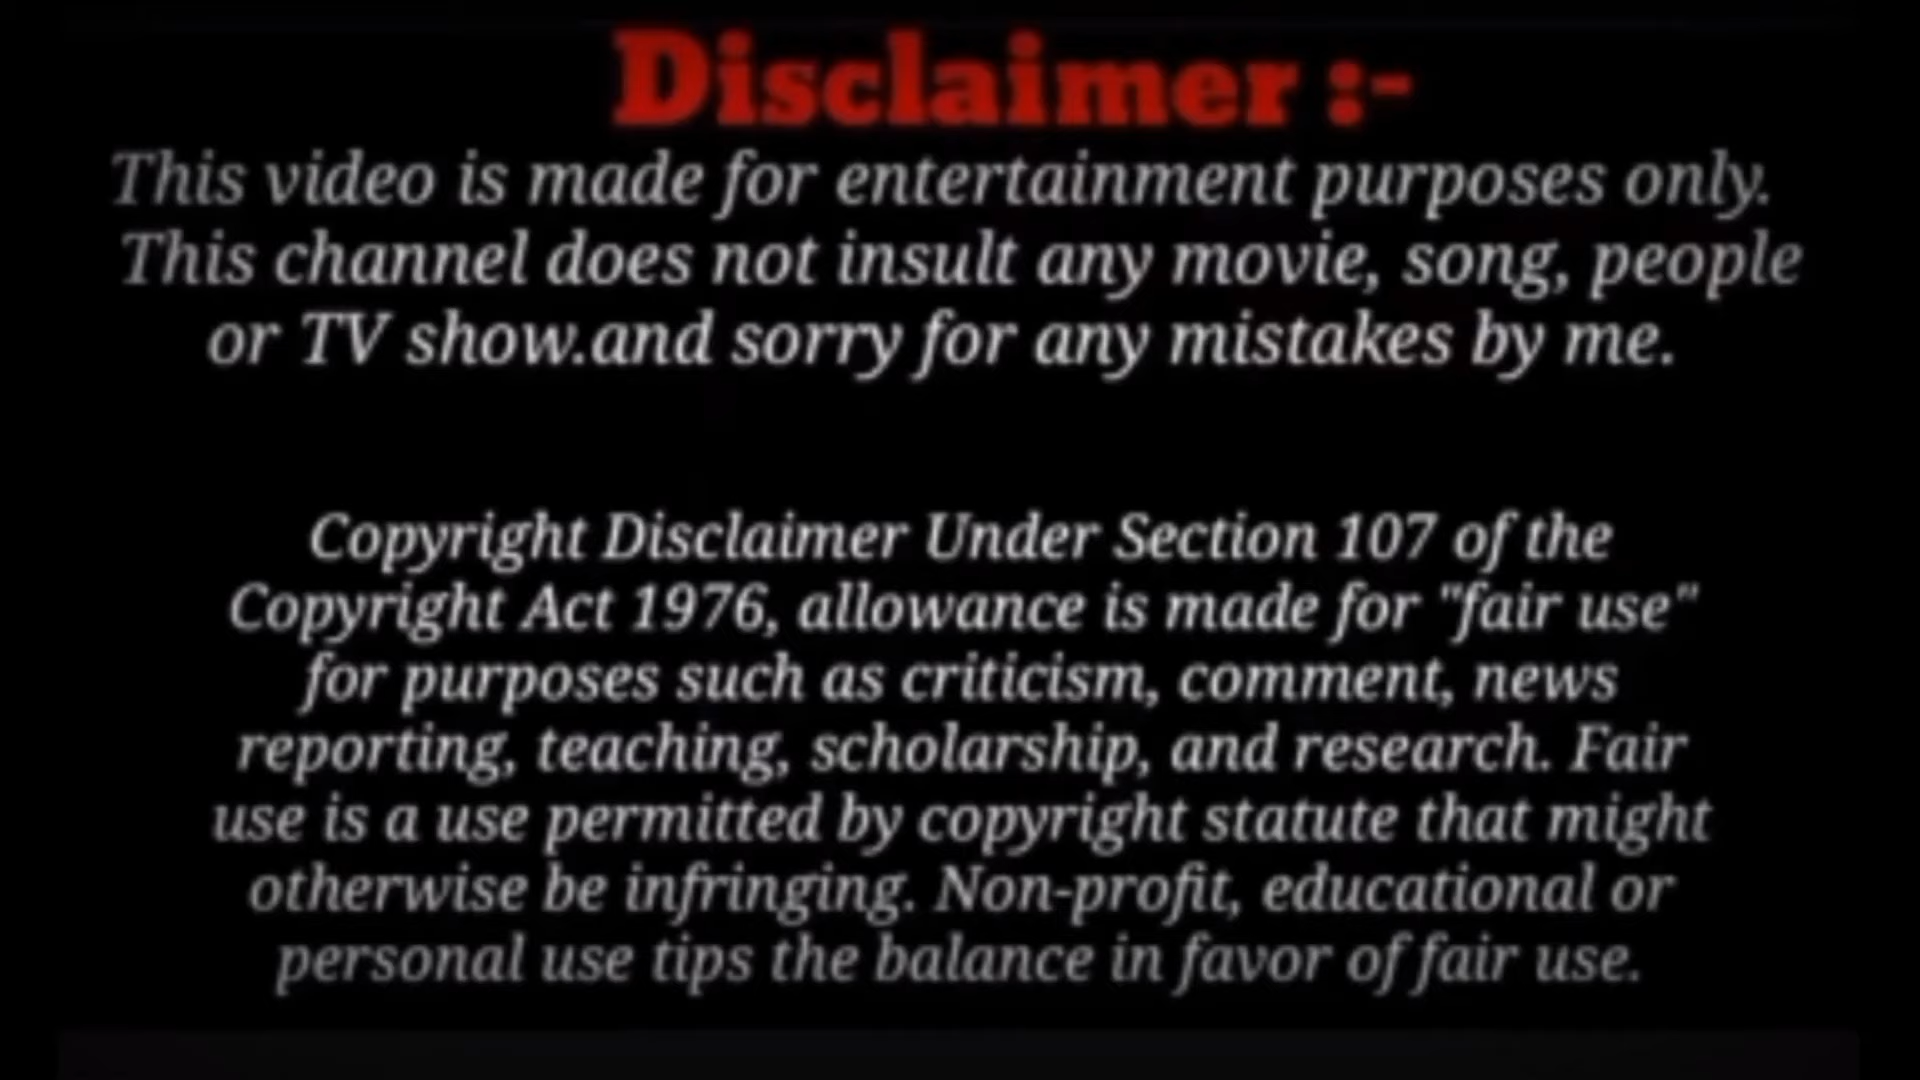 Disclaimer :-
This video is made for entertainment purposes only.
This channel does not insult any movie, song, people
or TV show.and sorry for any mistakes by me.
Copyright Disclaimer Under Section 107 of the
Copyright Act 1976, allowance is made for "fair use"
for purposes such as criticism, comment, news
reporting, teaching, scholarship, and research. Fair
use is a use permitted by copyright statute that might
otherwise be infringing. Non-profit, educational or
personal use tips the balance in favor of fair use.